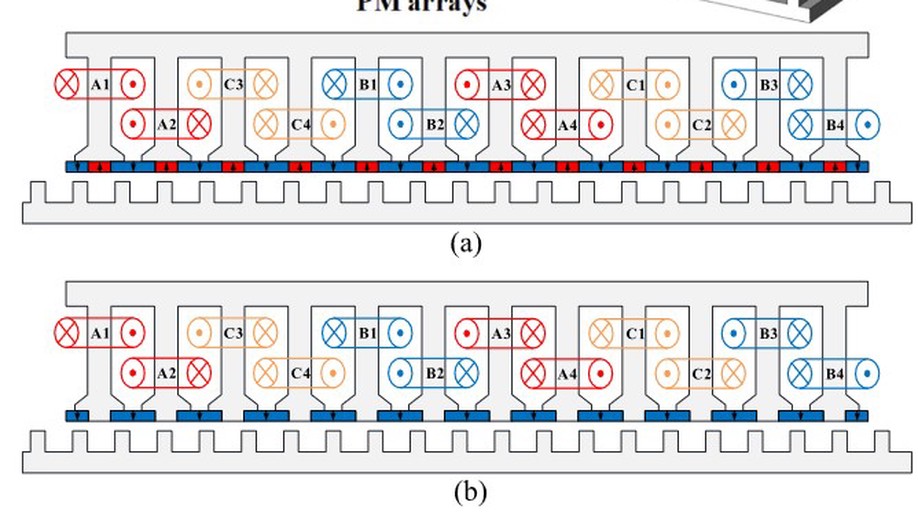 PM arrays
A1 C3 B1 A3 C1 B3
A2 C4 B2 A4 C2 B4
(a)
A1 C3 B1 A3 C1 B3
A2 C4 B2 A4 C2 B4
(b)